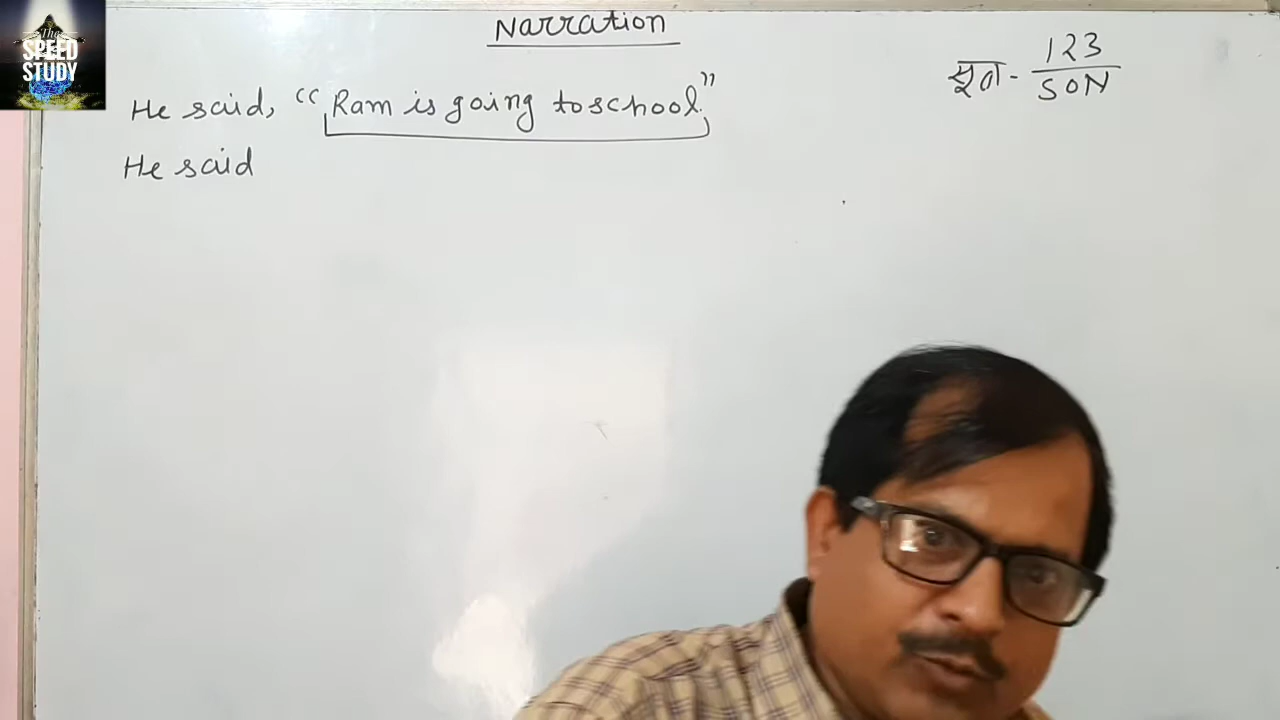 The
SPEED
STUDY
Narration
सूत्र - 123
SON
He said, “Ram is going to school.”
He said